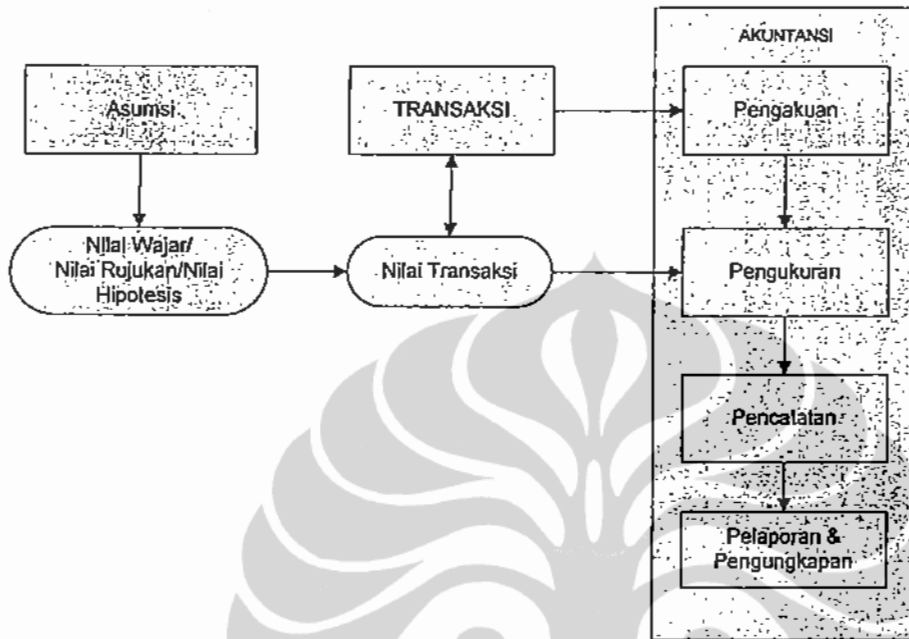 AKUNTANSI
Asumsi
TRANSAKSI
Pengakuan
Nilai Wajar/
Nilai Rujukan/Nilai
Hipotesis
Nilai Transaksi
Pengukuran
Pencatatan
Pelaporan &
Pengungkapan